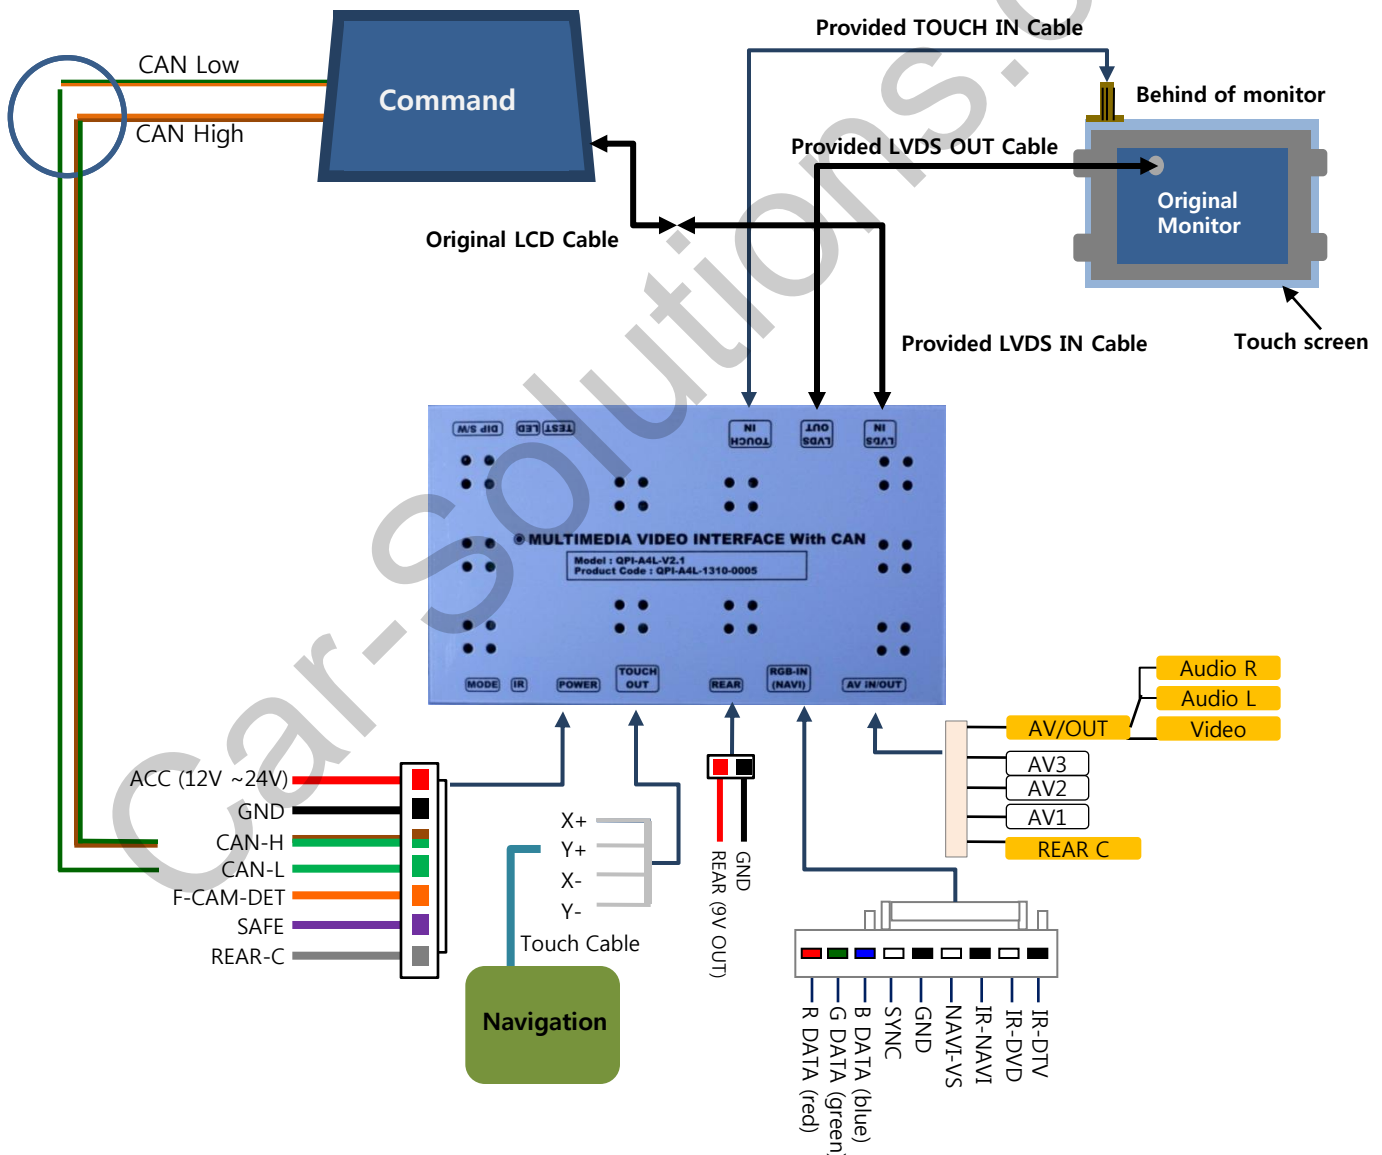 Provided TOUCH IN Cable
CAN Low
Command
CAN High
Behind of monitor
Provided LVDS OUT Cable
Original
Monitor
Original LCD Cable
Provided LVDS IN Cable
Touch screen
DIP S/W
LED
TEST
TOUCH
IN
LVDS
OUT
LVDS
IN
MULTIMEDIA VIDEO INTERFACE With CAN
Model : QPI-A4L-V2.1
Product Code : QPI-A4L-1310-0005
MODE
IR
POWER
TOUCH
OUT
REAR
RGB-IN
(NAVI)
AV IN/OUT
Audio R
Audio L
Video
AV/OUT
AV3
AV2
AV1
REAR C
ACC (12V ~24V)
GND
CAN-H
CAN-L
F-CAM-DET
SAFE
REAR-C
X+
Y+
X-
Y-
Touch Cable
Navigation
REAR (9V OUT)
GND
R DATA (red)
G DATA (green)
B DATA (blue)
SYNC
GND
NAVI-VS
IR-NAVI
IR-DVD
IR-DTV